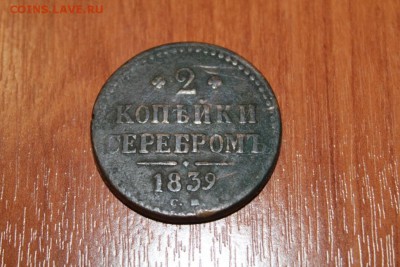 COINS.LAVE.RU
2
КОПѢЙКИ
СЕРЕБРОМЪ
1839
С. М.